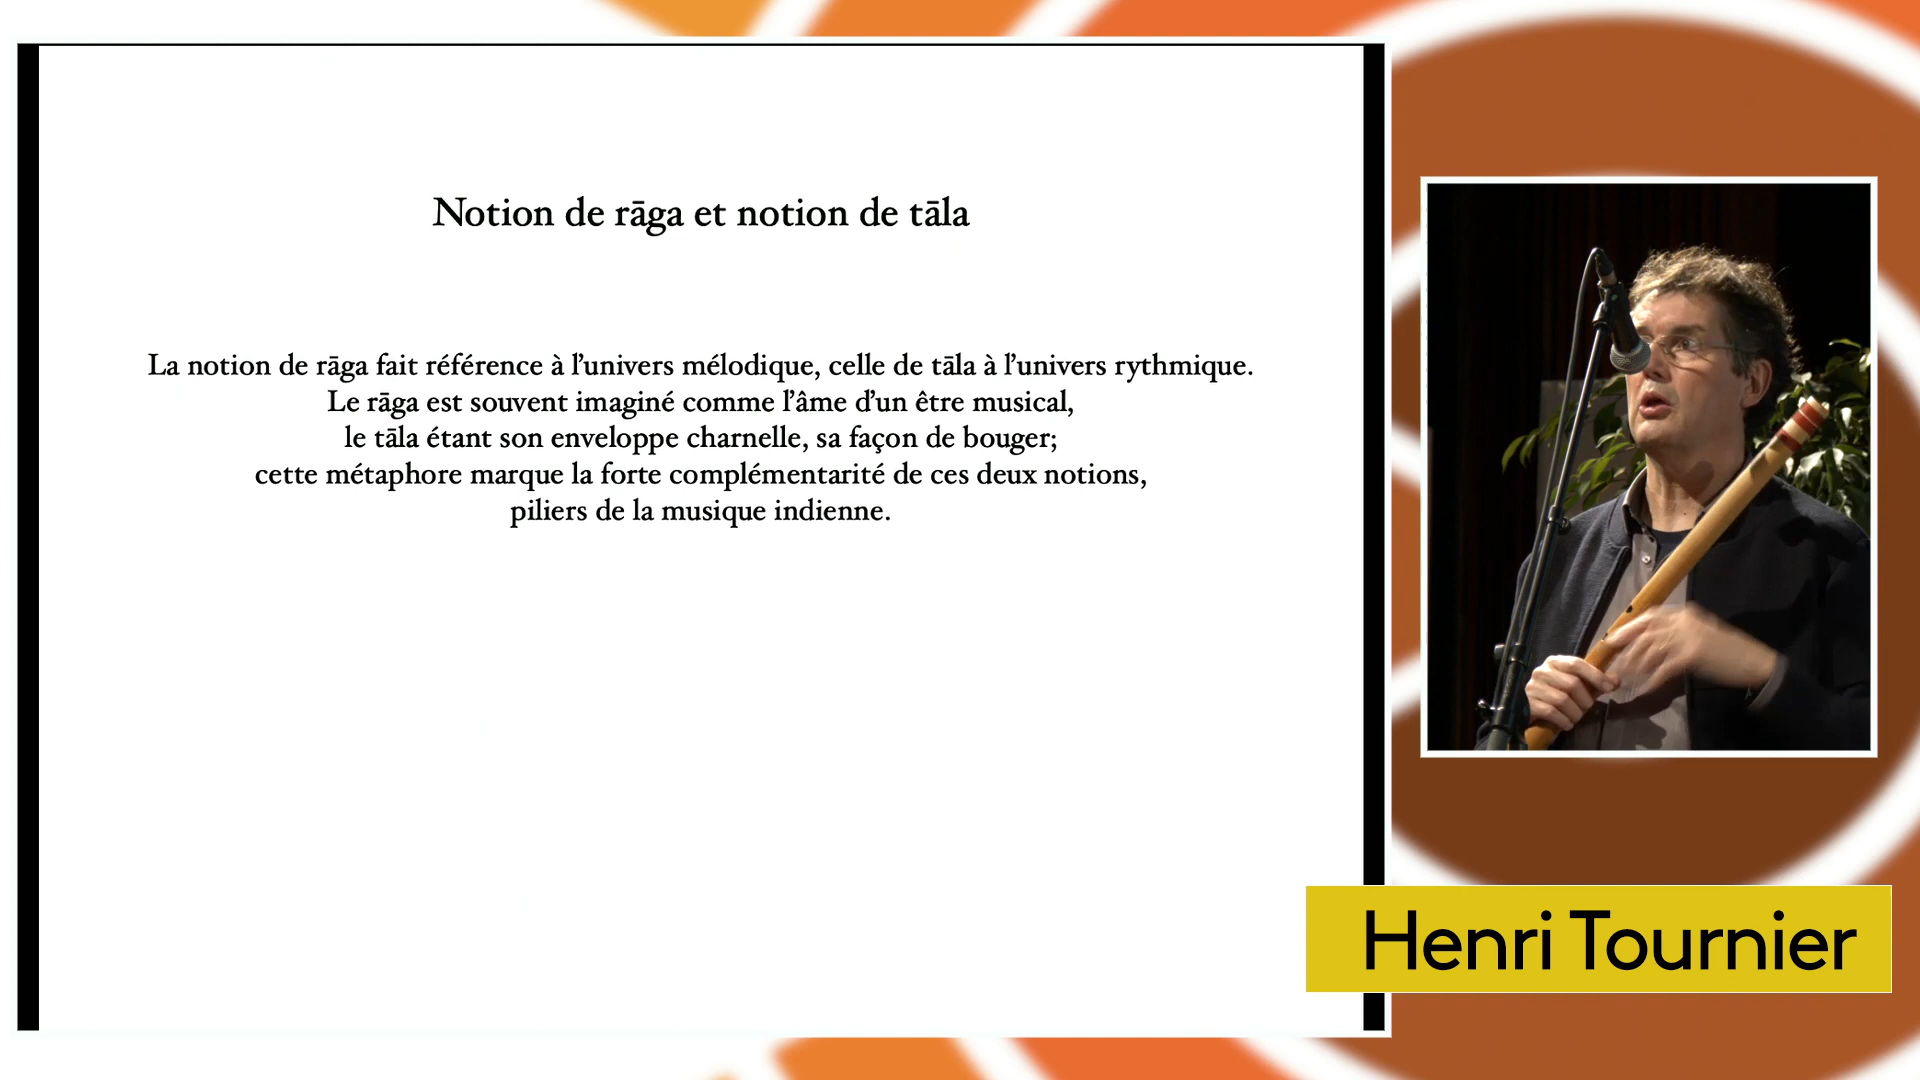 Notion de rāga et notion de tāla
La notion de rāga fait référence à l’univers mélodique, celle de tāla à l’univers rythmique.
Le rāga est souvent imaginé comme l’âme d’un être musical,
le tāla étant son enveloppe charnelle, sa façon de bouger;
cette métaphore marque la forte complémentarité de ces deux notions,
piliers de la musique indienne.
Henri Tournier